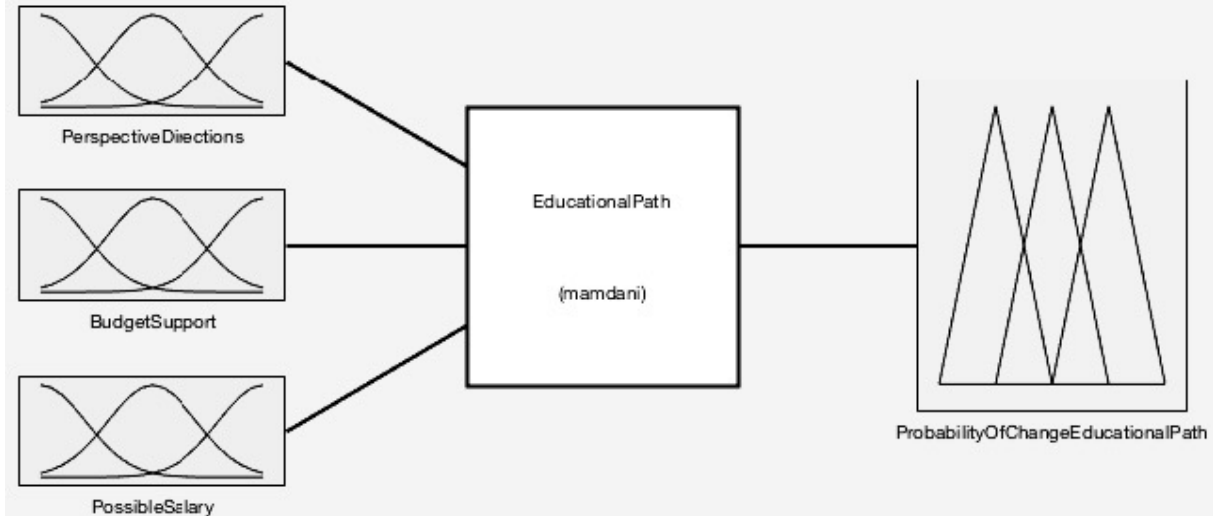 PerspectiveDirections
BudgetSupport
PossibleSalary
EducationalPath
(mamdani)
ProbabilityOfChangeEducationalPath